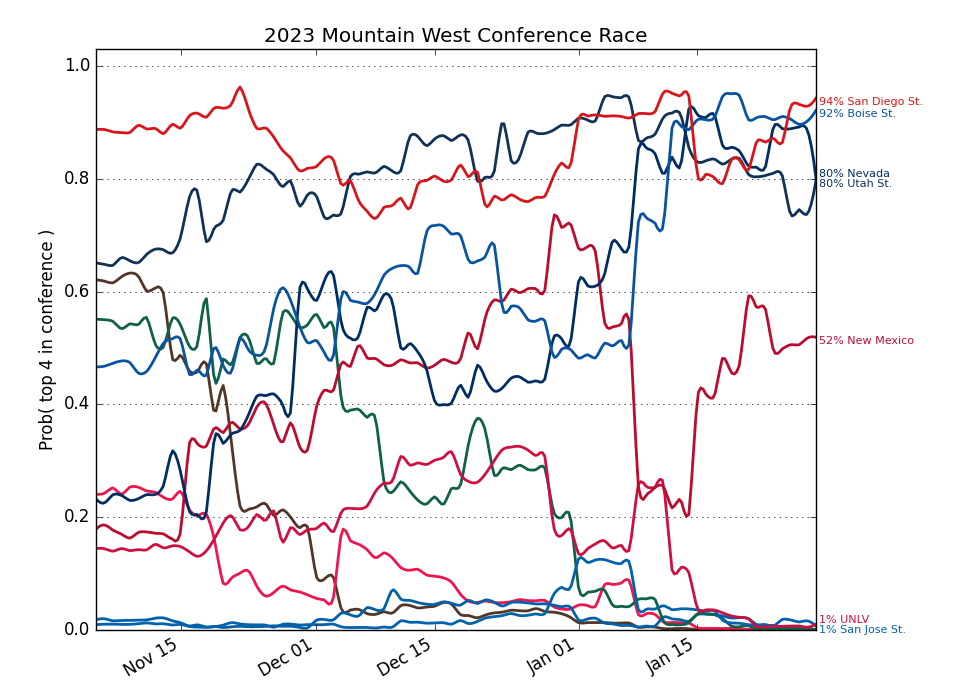 2023 Mountain West Conference Race
Prob( top 4 in conference )
1.0
0.8
0.6
0.4
0.2
0.0
Nov 15
Dec 01
Dec 15
Jan 01
Jan 15
94% San Diego St.
92% Boise St.
80% Nevada
80% Utah St.
52% New Mexico
1% UNLV
1% San Jose St.